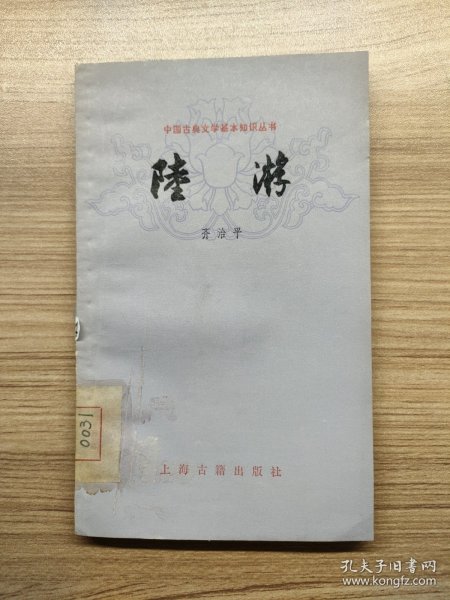 中国古典文学基本知识丛书
陸游
齐治平
0031
上海古籍出版社
孔夫子旧书网
www.kongfz.com